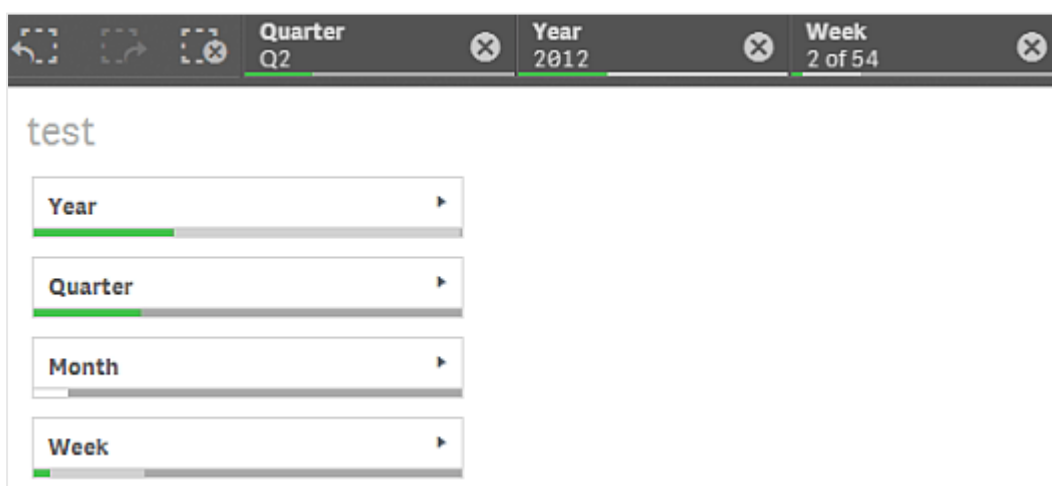 Quarter
Q2
Year
2012
Week
2 of 54
test
Year
Quarter
Month
Week